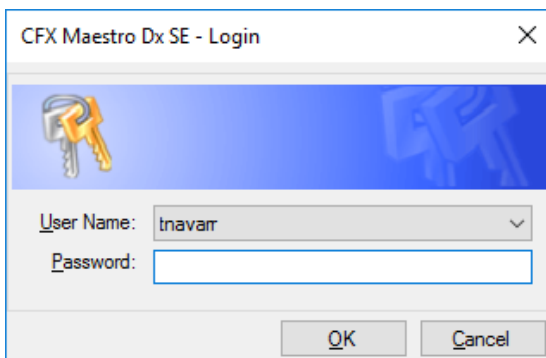 CFX Maestro Dx SE - Login
User Name: tnavarr
Password:
OK Cancel